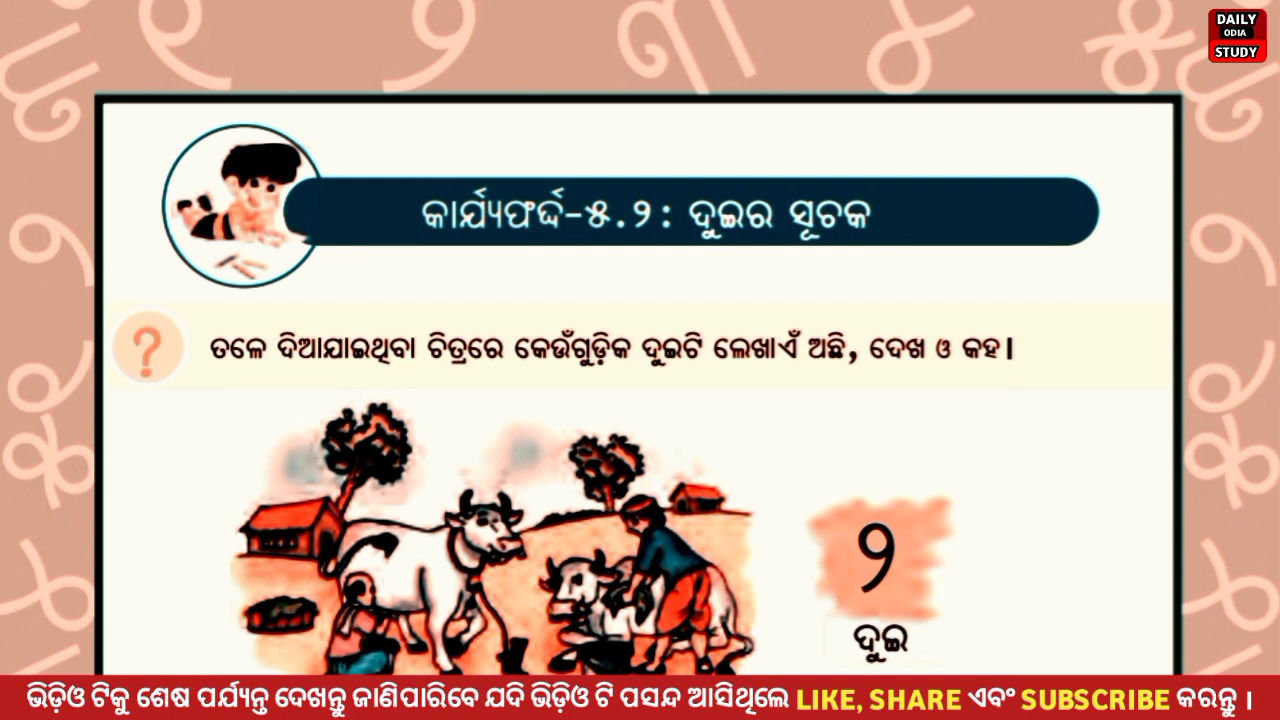 DAILY
ODIA
STUDY
କାର୍ଯ୍ୟଫର୍ଦ୍ଦ-୫.୨: ଦୁଇର ସୂଚକ
?
ତଳେ ଦିଆଯାଇଥିବା ଚିତ୍ରରେ କେଉଁଗୁଡ଼ିକ ଦୁଇଟି ଲେଖାଏଁ ଅଛି, ଦେଖ ଓ କହ।
୨
ଦୁଇ
ଭିଡ଼ିଓ ଟିକୁ ଶେଷ ପର୍ଯ୍ୟନ୍ତ ଦେଖନ୍ତୁ ଜାଣିପାରିବେ ଯଦି ଭିଡ଼ିଓ ଟି ପସନ୍ଦ ଆସିଥିଲେ LIKE, SHARE ଏବଂ SUBSCRIBE କରନ୍ତୁ ।